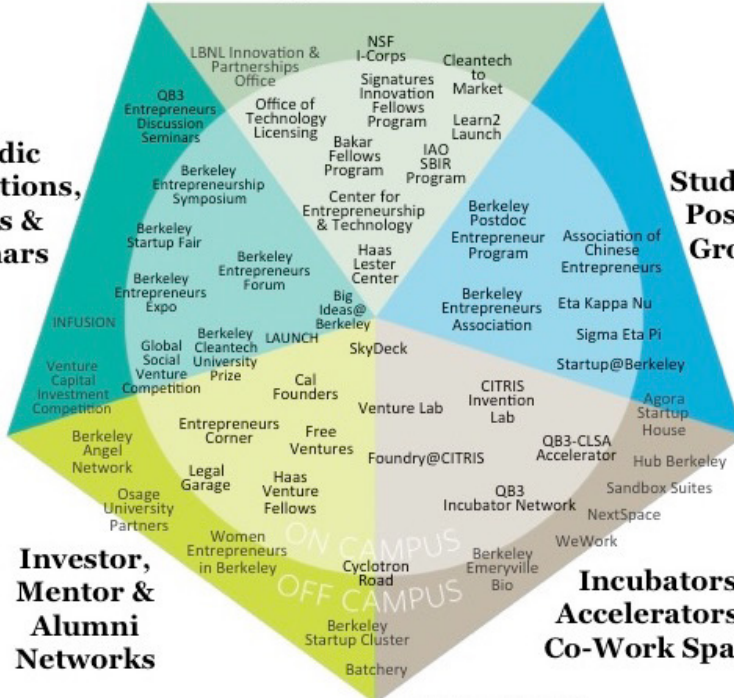 LBNL Innovation &
Partnerships
Office
NSF
I-Corps
Cleantech
to
Market
Signatures
Innovation
Fellows
Program
Office of
Technology
Licensing
Learn2
Launch
Bakar
Fellows
Program
IAO
SBIR
Program
Center for
Entrepreneurship
& Technology
Haas
Lester
Center
QB3
Entrepreneurs
Discussion
Seminars
Berkeley
Entrepreneurship
Symposium
Berkeley
Startup Fair
Berkeley
Entrepreneurs
Forum
Berkeley
Entrepreneurs
Expo
Big
Ideas@
Berkeley
INFUSION
LAUNCH
Berkeley
Cleantech
University
Prize
Global
Social
Venture
Competition
Venture
Capital
Investment
Competition
dic
tions,
s &
nars
Stud
Pos
Gro
Berkeley
Postdoc
Entrepreneur
Program
Association of
Chinese
Entrepreneurs
Berkeley
Entrepreneurs
Association
Eta Kappa Nu
Sigma Eta Pi
Startup@Berkeley
SkyDeck
Cal
Founders
Venture Lab
CITRIS
Invention
Lab
Agora
Startup
House
Entrepreneurs
Corner
Free
Ventures
Foundry@CITRIS
QB3-CLSA
Accelerator
Hub Berkeley
Berkeley
Angel
Network
Legal
Garage
Haas
Venture
Fellows
QB3
Incubator Network
Sandbox Suites
NextSpace
WeWork
Osage
University
Partners
Women
Entrepreneurs
in Berkeley
ON CAMPUS
OFF CAMPUS
Cyclotron
Road
Berkeley
Emeryville
Bio
Berkeley
Startup Cluster
Batchery
Investor,
Mentor &
Alumni
Networks
Incubators
Accelerators
Co-Work Spa